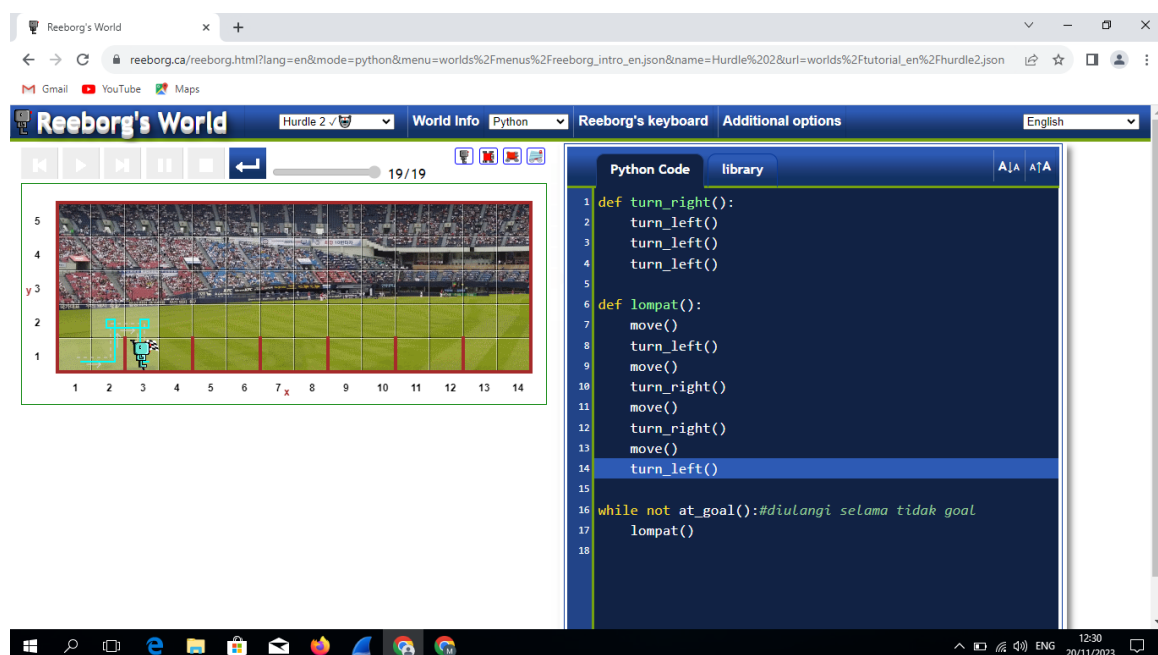 Reeborg's World
reeborg.ca/reeborg.html?lang=en&mode=python&menu=worlds%2Fmenus%2Freeborg_intro_en.json&name=Hurdle%202&url=worlds%2Ftutorial_en%2Fhurdle2.json
Gmail YouTube Maps
Reeborg's World Hurdle 2 ✓ World Info Python Reeborg's keyboard Additional options English
19/19
Python Code library A↓A A↑A
5
4
y 3
2
1
1 2 3 4 5 6 7 x 8 9 10 11 12 13 14
1 def turn_right():
2 turn_left()
3 turn_left()
4 turn_left()
5
6 def lompat():
7 move()
8 turn_left()
9 move()
10 turn_right()
11 move()
12 turn_right()
13 move()
14 turn_left()
15
16 while not at_goal():#diulangi selama tidak goal
17 lompat()
18
ENG 12:30
20/11/2023